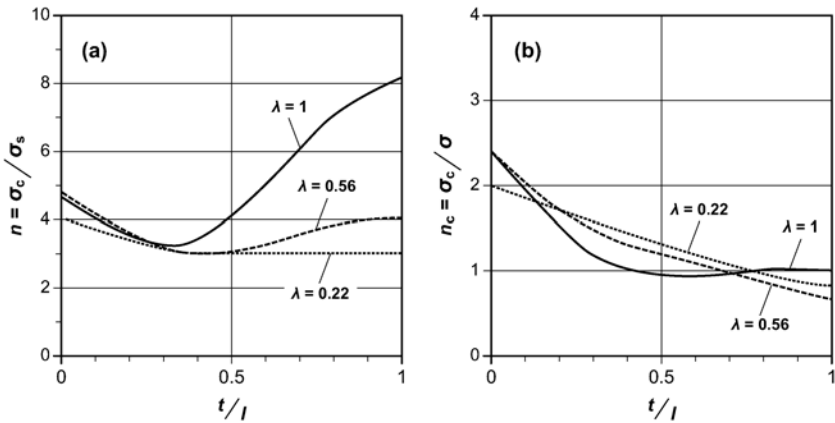 (a)
n = σc / σs
10
8
6
4
2
0
λ = 1
λ = 0.56
λ = 0.22
0
0.5
1
t/l
(b)
nc = σc / σ
4
3
2
1
0
λ = 0.22
λ = 1
λ = 0.56
0
0.5
1
t/l